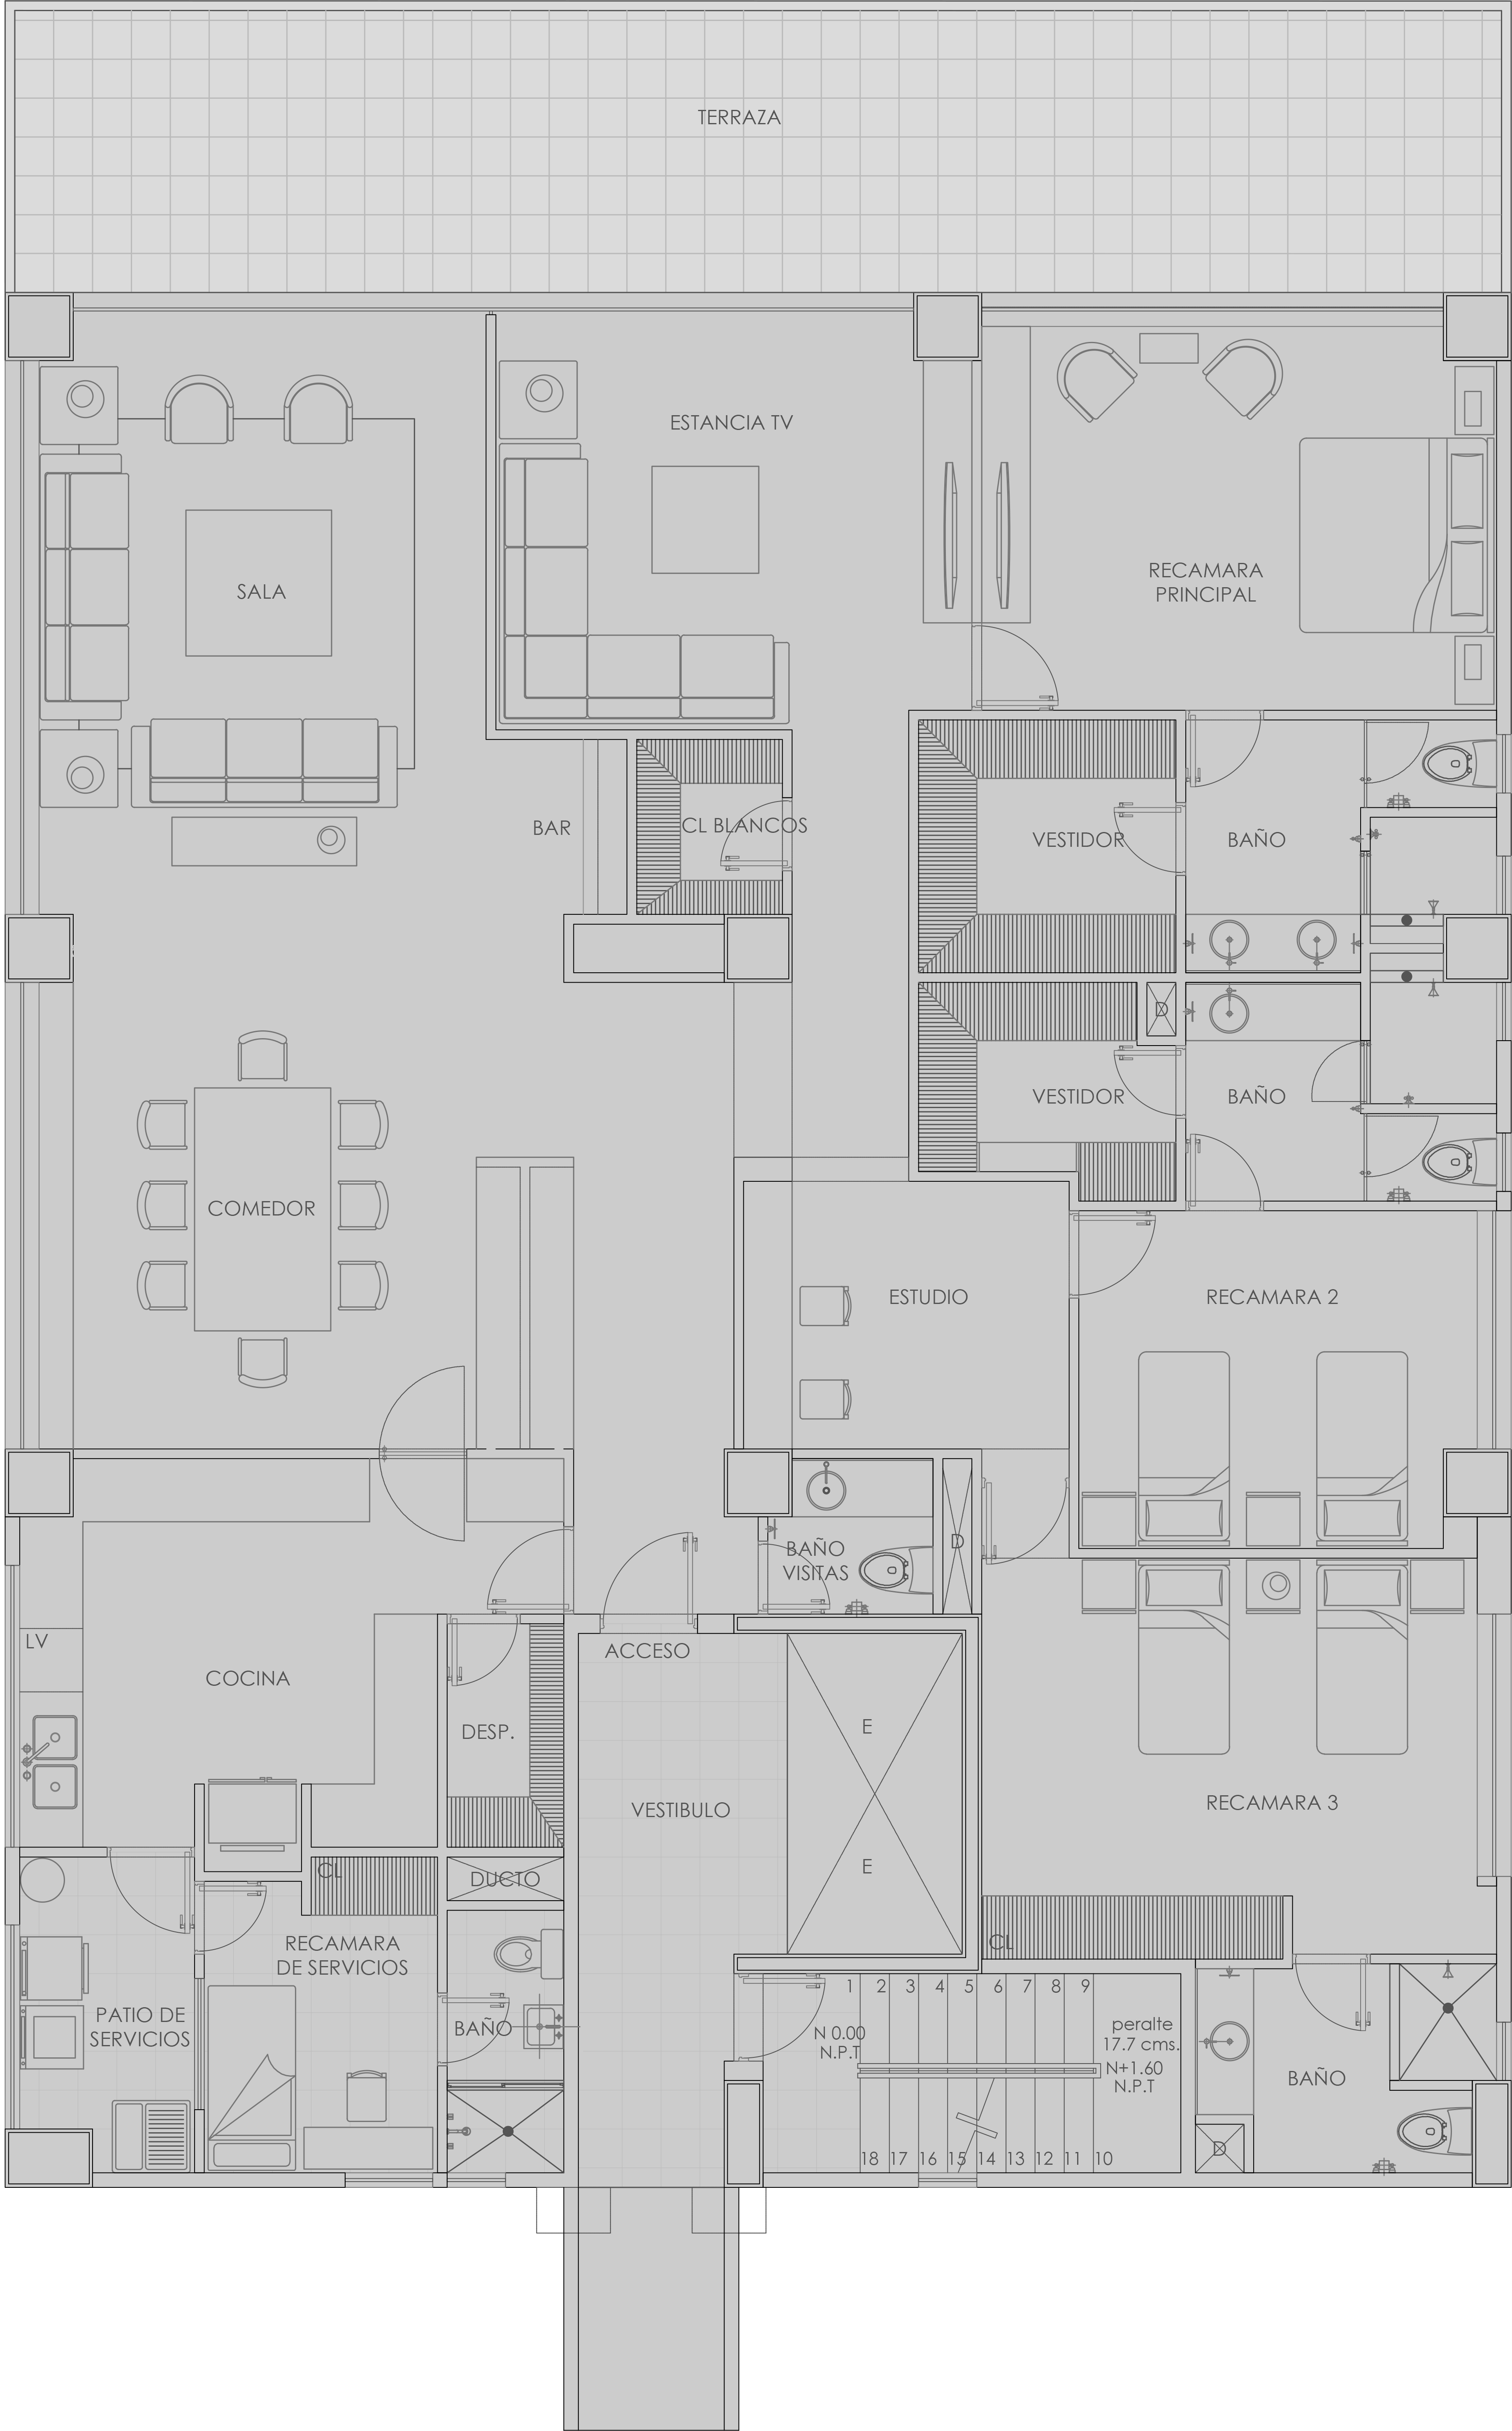 TERRAZA
ESTANCIA TV
SALA
RECAMARA
PRINCIPAL
BAR
CL BLANCOS
VESTIDOR
BAÑO
D
VESTIDOR
BAÑO
COMEDOR
ESTUDIO
RECAMARA 2
BAÑO
VISITAS
D
LV
COCINA
ACCESO
DESP.
E
VESTIBULO
E
RECAMARA 3
CL
DUCTO
CL
RECAMARA
DE SERVICIOS
PATIO DE
SERVICIOS
BAÑO
1 2 3 4 5 6 7 8 9
N 0.00
N.P.T
peralte
17.7 cms.
N+1.60
N.P.T
18 17 16 15 14 13 12 11 10
BAÑO
D